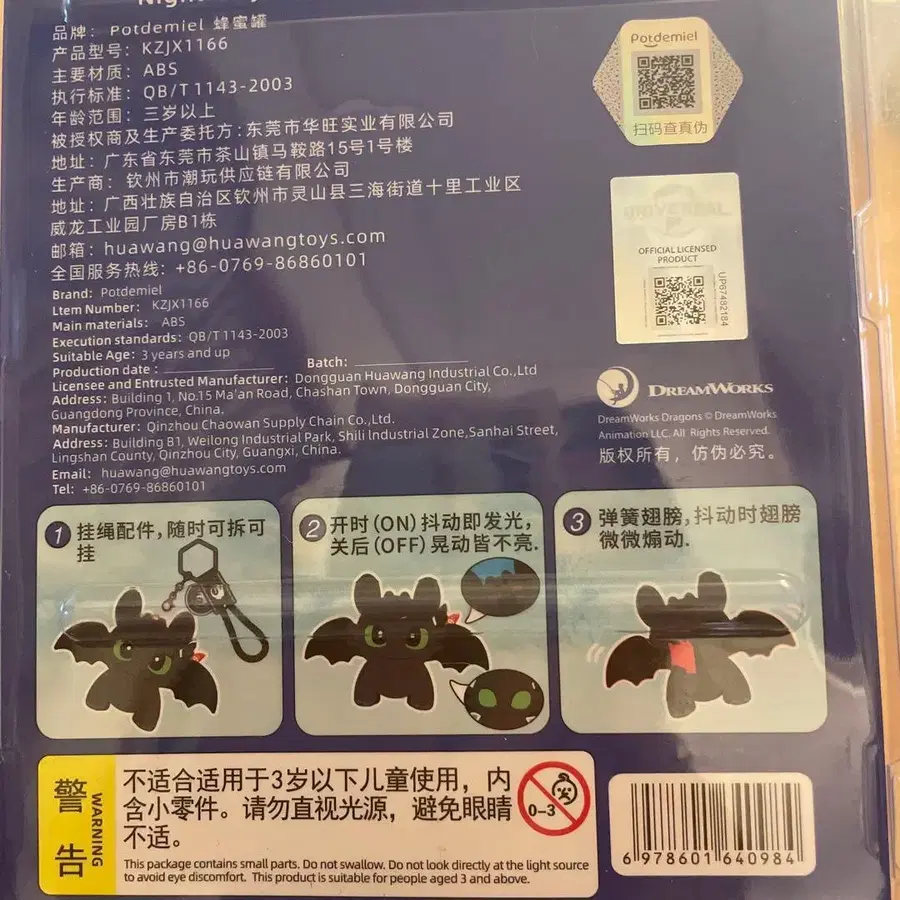 品牌： Potdemiel 蜂蜜罐
产品型号：KZJX1166
主要材质：ABS
执行标准：QB/T1143-2003
年龄范围：三岁以上
被授权商及生产委托方：东莞市华旺实业有限公司
地址：广东省东莞市茶山镇马鞍路15号1号楼
生产商：钦州市潮玩供应链有限公司
地址：广西壮族自治区钦州市灵山县三海街道十里工业区
威龙工业园厂房B1栋
邮箱：huawang@huawangtoys.com
全国服务热线：+86-0769-86860101
Brand: Potdemiel
Ltem Number: KZJX1166
Main materials: ABS
Execution standards: QB/T1143-2003
Suitable Age: 3 years and up
Production date : Batch:
Licensee and Entrusted Manufacturer: Dongguan Huawang Industrial Co.,Ltd
Address: Building 1, No.15 Ma'an Road, Chashan Town, Dongguan City,
Guangdong Province, China.
Manufacturer: Qinzhou Chaowan Supply Chain Co.,Ltd.
Address: Building B1, Weilong Industrial Park, Shili Industrial Zone,Sanhai Street,
Lingshan County, Qinzhou City, Guangxi, China.
Email: huawang@huawangtoys.com
Tel: +86-0769-86860101
Potdemiel
扫码查真伪
UNIVERSAL
OFFICIAL LICENSED
PRODUCT
UP67482184
DREAMWORKS
DreamWorks Dragons © DreamWorks
Animation LLC. All Rights Reserved.
版权所有，仿伪必究。
1 挂绳配件,随时可拆可
挂
2 开时(ON)抖动即发光,
关后(OFF)晃动皆不亮.
3 弹簧翅膀,抖动时翅膀
微微煽动.
警告
WARNING
不适合适用于3岁以下儿童使用，内
含小零件。请勿直视光源，避免眼睛
不适。
This package contains small parts. Do not swallow. Do not look directly at the light source
to avoid eye discomfort. This product is suitable for people aged 3 and above.
0-3
6 978601 640984